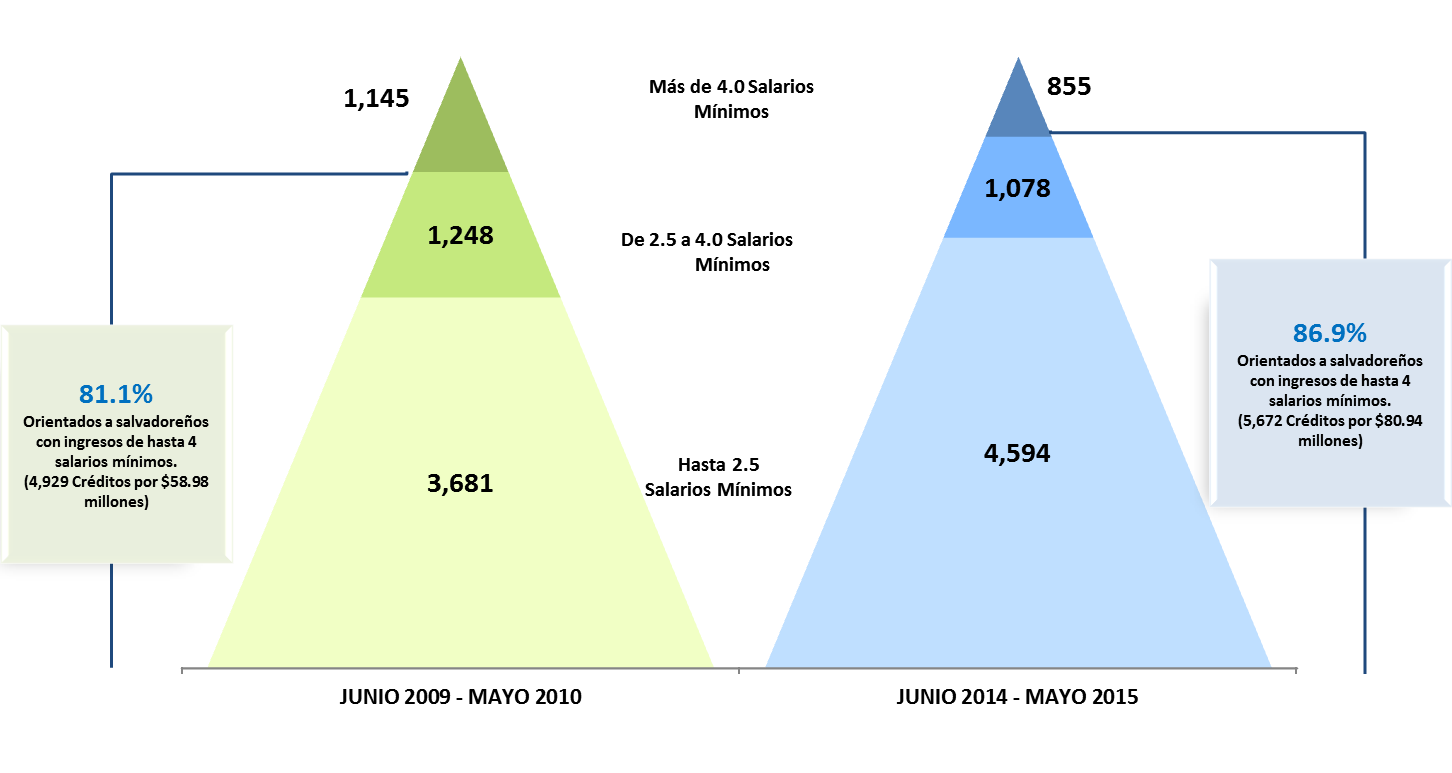 1,145
Más de 4.0 Salarios
Mínimos
855
1,248
De 2.5 a 4.0 Salarios
Mínimos
1,078
81.1%
Orientados a salvadoreños
con ingresos de hasta 4
salarios mínimos.
(4,929 Créditos por $58.98
millones)
3,681
Hasta 2.5
Salarios Mínimos
4,594
86.9%
Orientados a salvadoreños
con ingresos de hasta 4
salarios mínimos.
(5,672 Créditos por $80.94
millones)
JUNIO 2009 - MAYO 2010
JUNIO 2014 - MAYO 2015